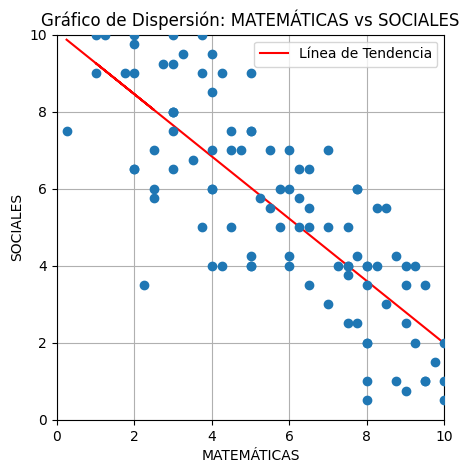 Gráfico de Dispersión: MATEMÁTICAS vs SOCIALES
Línea de Tendencia
10
8
6
4
2
0
SOCIALES
0 2 4 6 8 10
MATEMÁTICAS